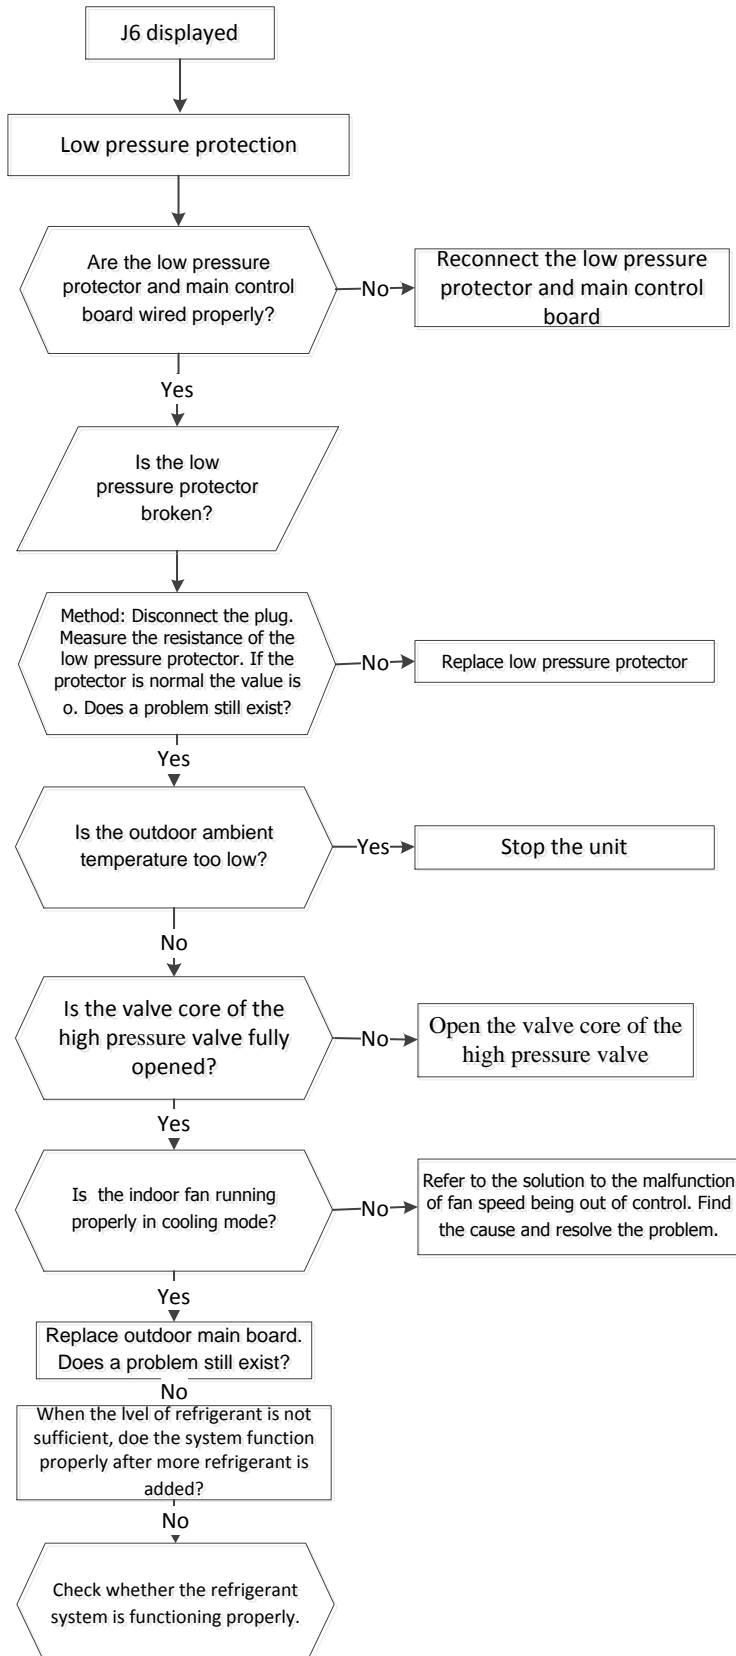 J6 displayed
Low pressure protection
Are the low pressure
protector and main control
board wired properly?
No
Reconnect the low pressure
protector and main control
board
Yes
Is the low
pressure protector
broken?
Method: Disconnect the plug.
Measure the resistance of the
low pressure protector. If the
protector is normal the value is
o. Does a problem still exist?
No
Replace low pressure protector
Yes
Is the outdoor ambient
temperature too low?
Yes
Stop the unit
No
Is the valve core of the
high pressure valve fully
opened?
No
Open the valve core of the
high pressure valve
Yes
Is the indoor fan running
properly in cooling mode?
No
Refer to the solution to the malfunction
of fan speed being out of control. Find
the cause and resolve the problem.
Yes
Replace outdoor main board.
Does a problem still exist?
No
When the lvel of refrigerant is not
sufficient, doe the system function
properly after more refrigerant is
added?
No
Check whether the refrigerant
system is functioning properly.